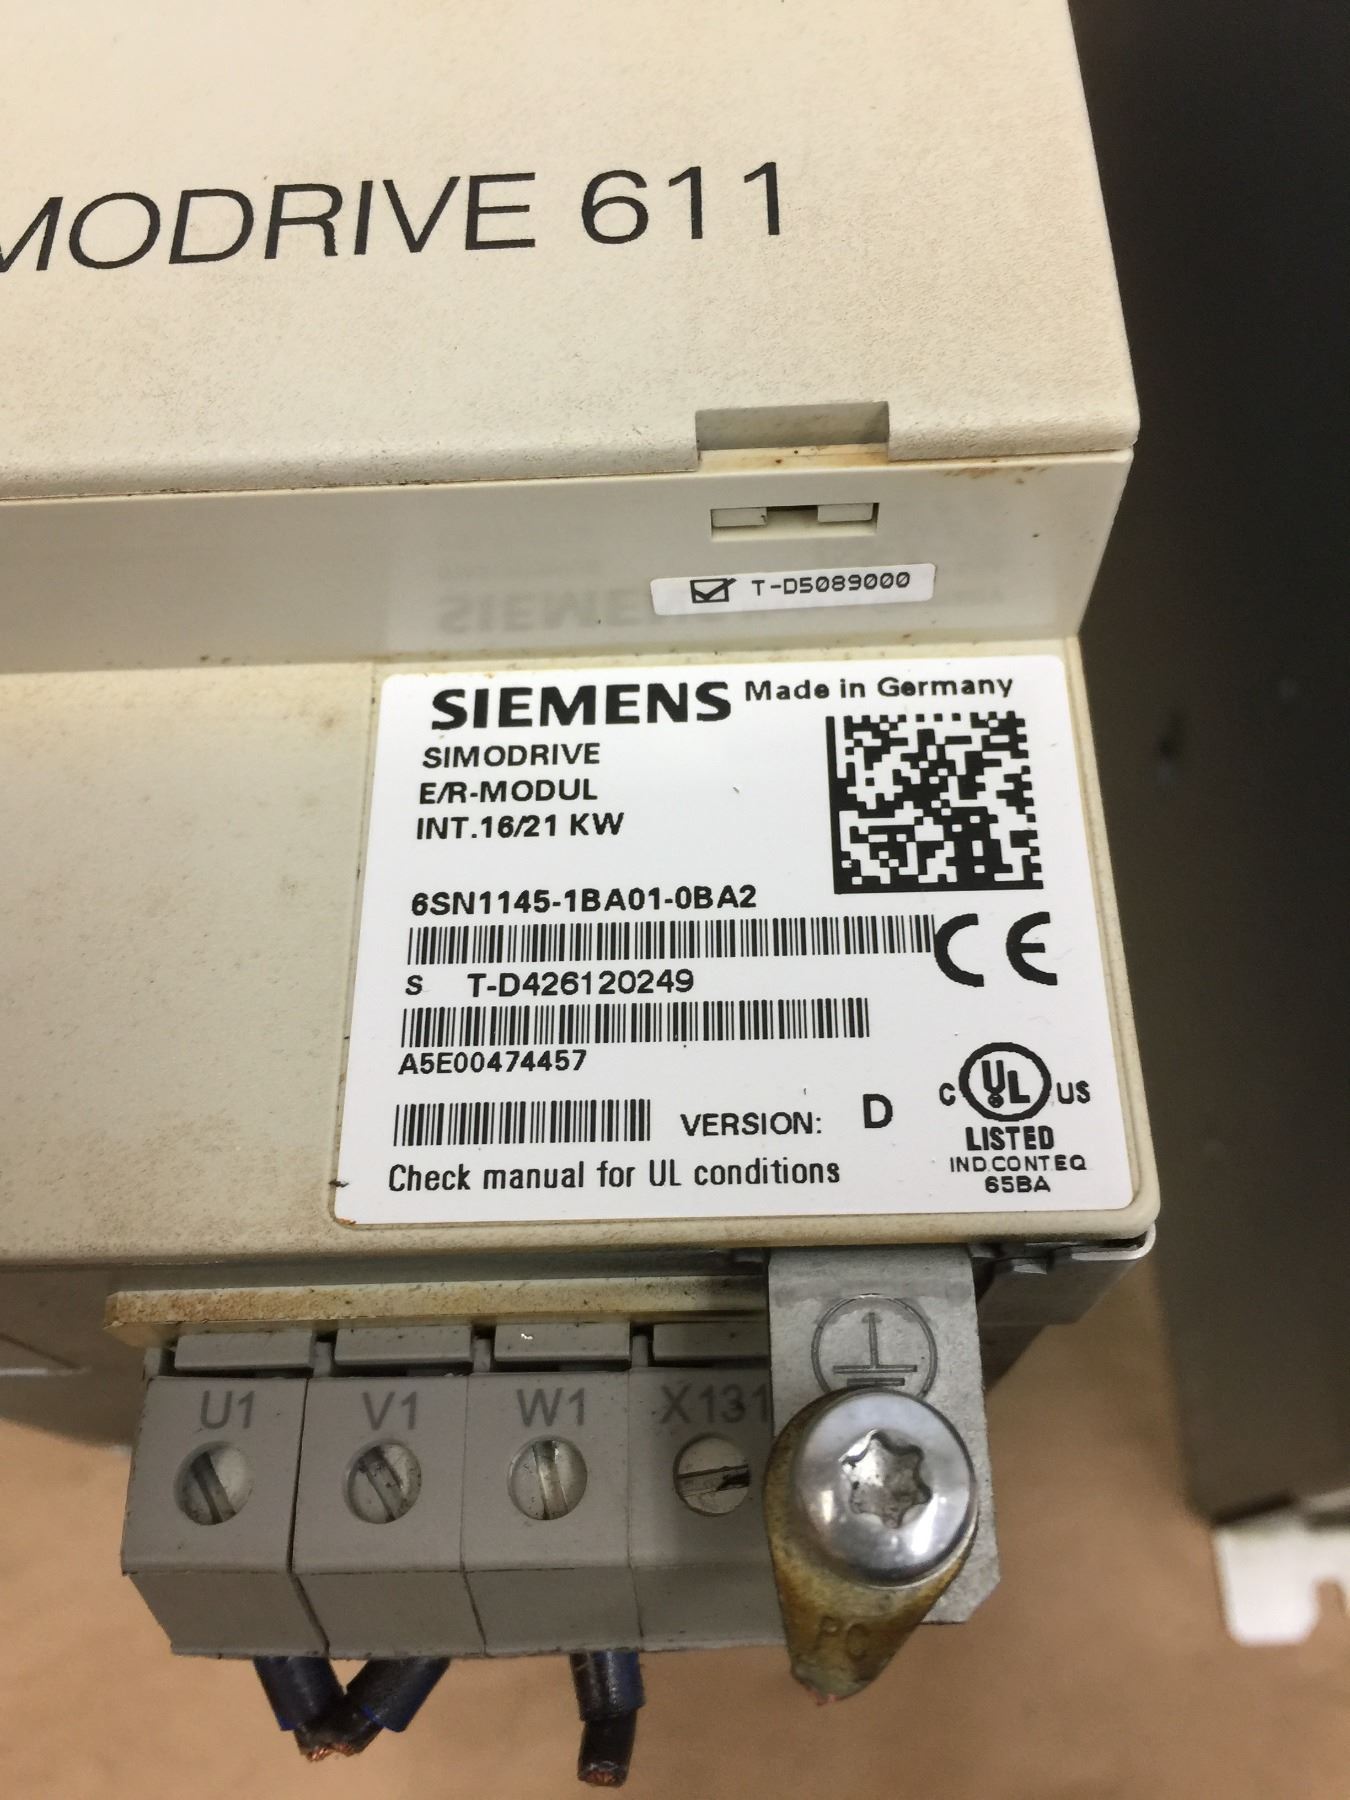 MODRIVE 611
T-D5089000
SIEMENS Made in Germany
SIMODRIVE
E/R-MODUL
INT.16/21 KW
6SN1145-1BA01-0BA2
CE
S T-D426120249
A5E00474457
VERSION: D
C UL US
LISTED
IND.CONT.EQ
65BA
Check manual for UL conditions
U1 V1 W1 X131